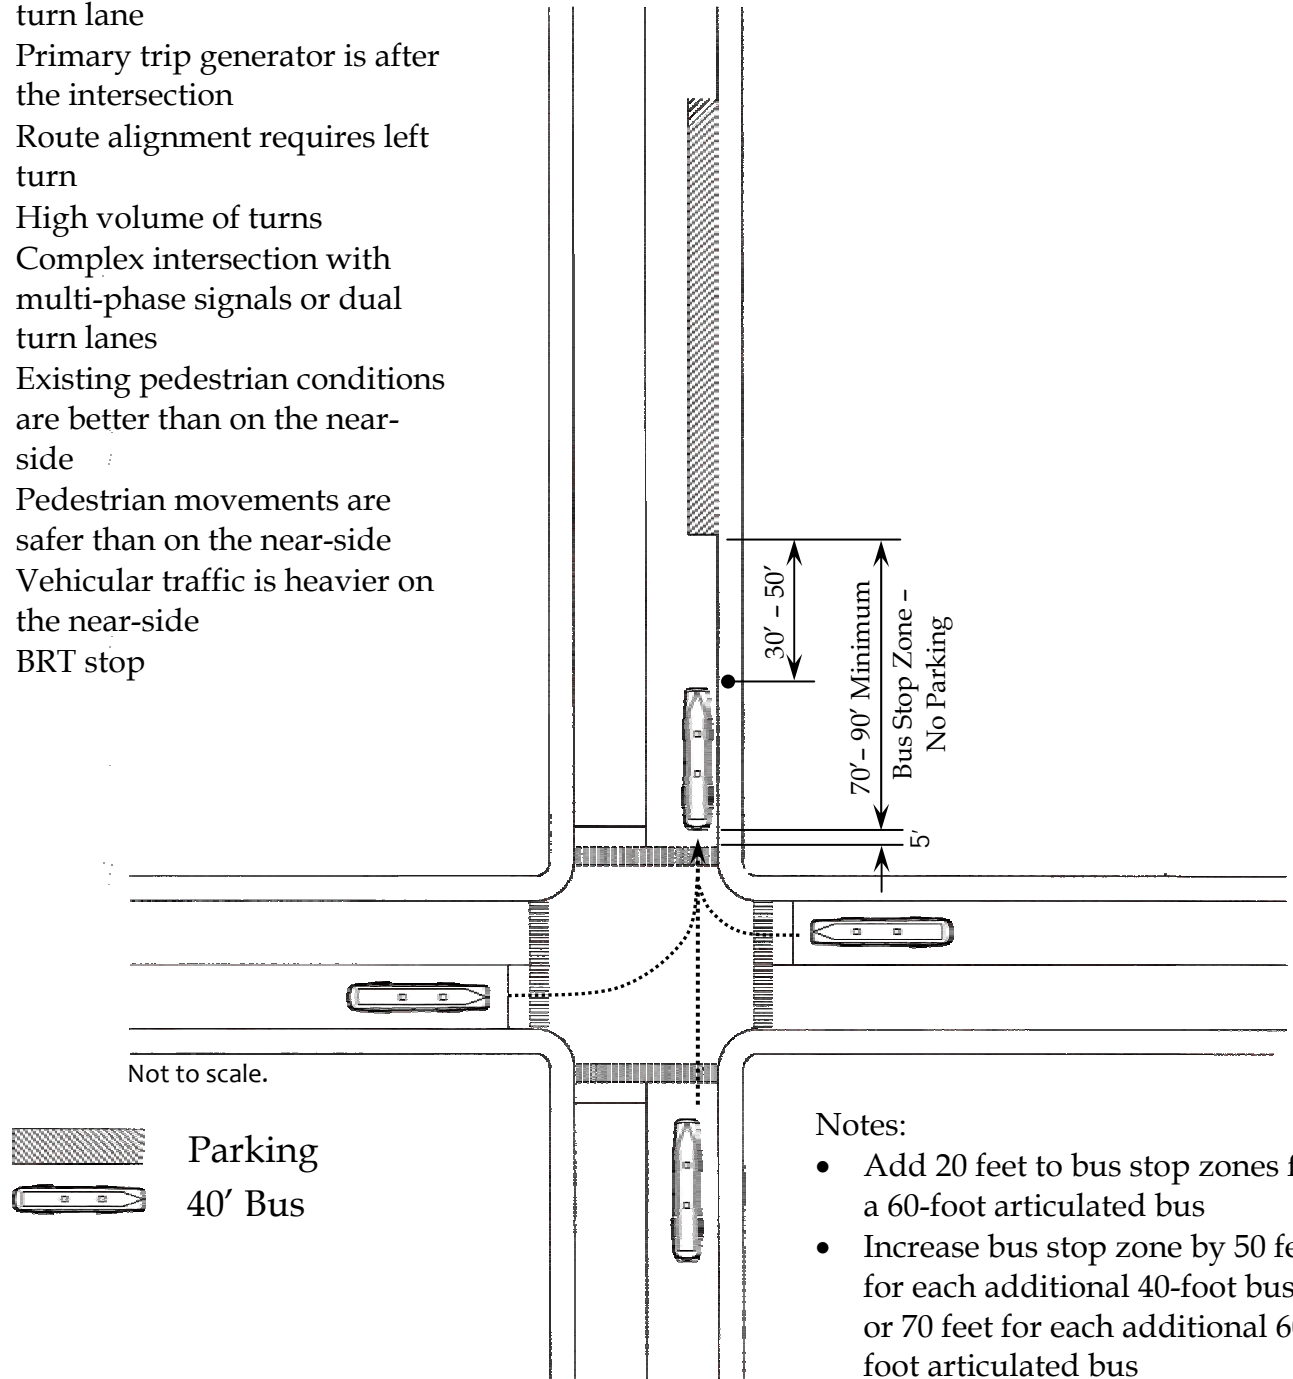 turn lane
Primary trip generator is after
the intersection
Route alignment requires left
turn
High volume of turns
Complex intersection with
multi-phase signals or dual
turn lanes
Existing pedestrian conditions
are better than on the near-
side
Pedestrian movements are
safer than on the near-side
Vehicular traffic is heavier on
the near-side
BRT stop
30′ – 50′
70′– 90′ Minimum
Bus Stop Zone –
No Parking
5′
Not to scale.
Parking
40′ Bus
Notes:
• Add 20 feet to bus stop zones
a 60-foot articulated bus
• Increase bus stop zone by 50
for each additional 40-foot bus
or 70 feet for each additional
foot articulated bus